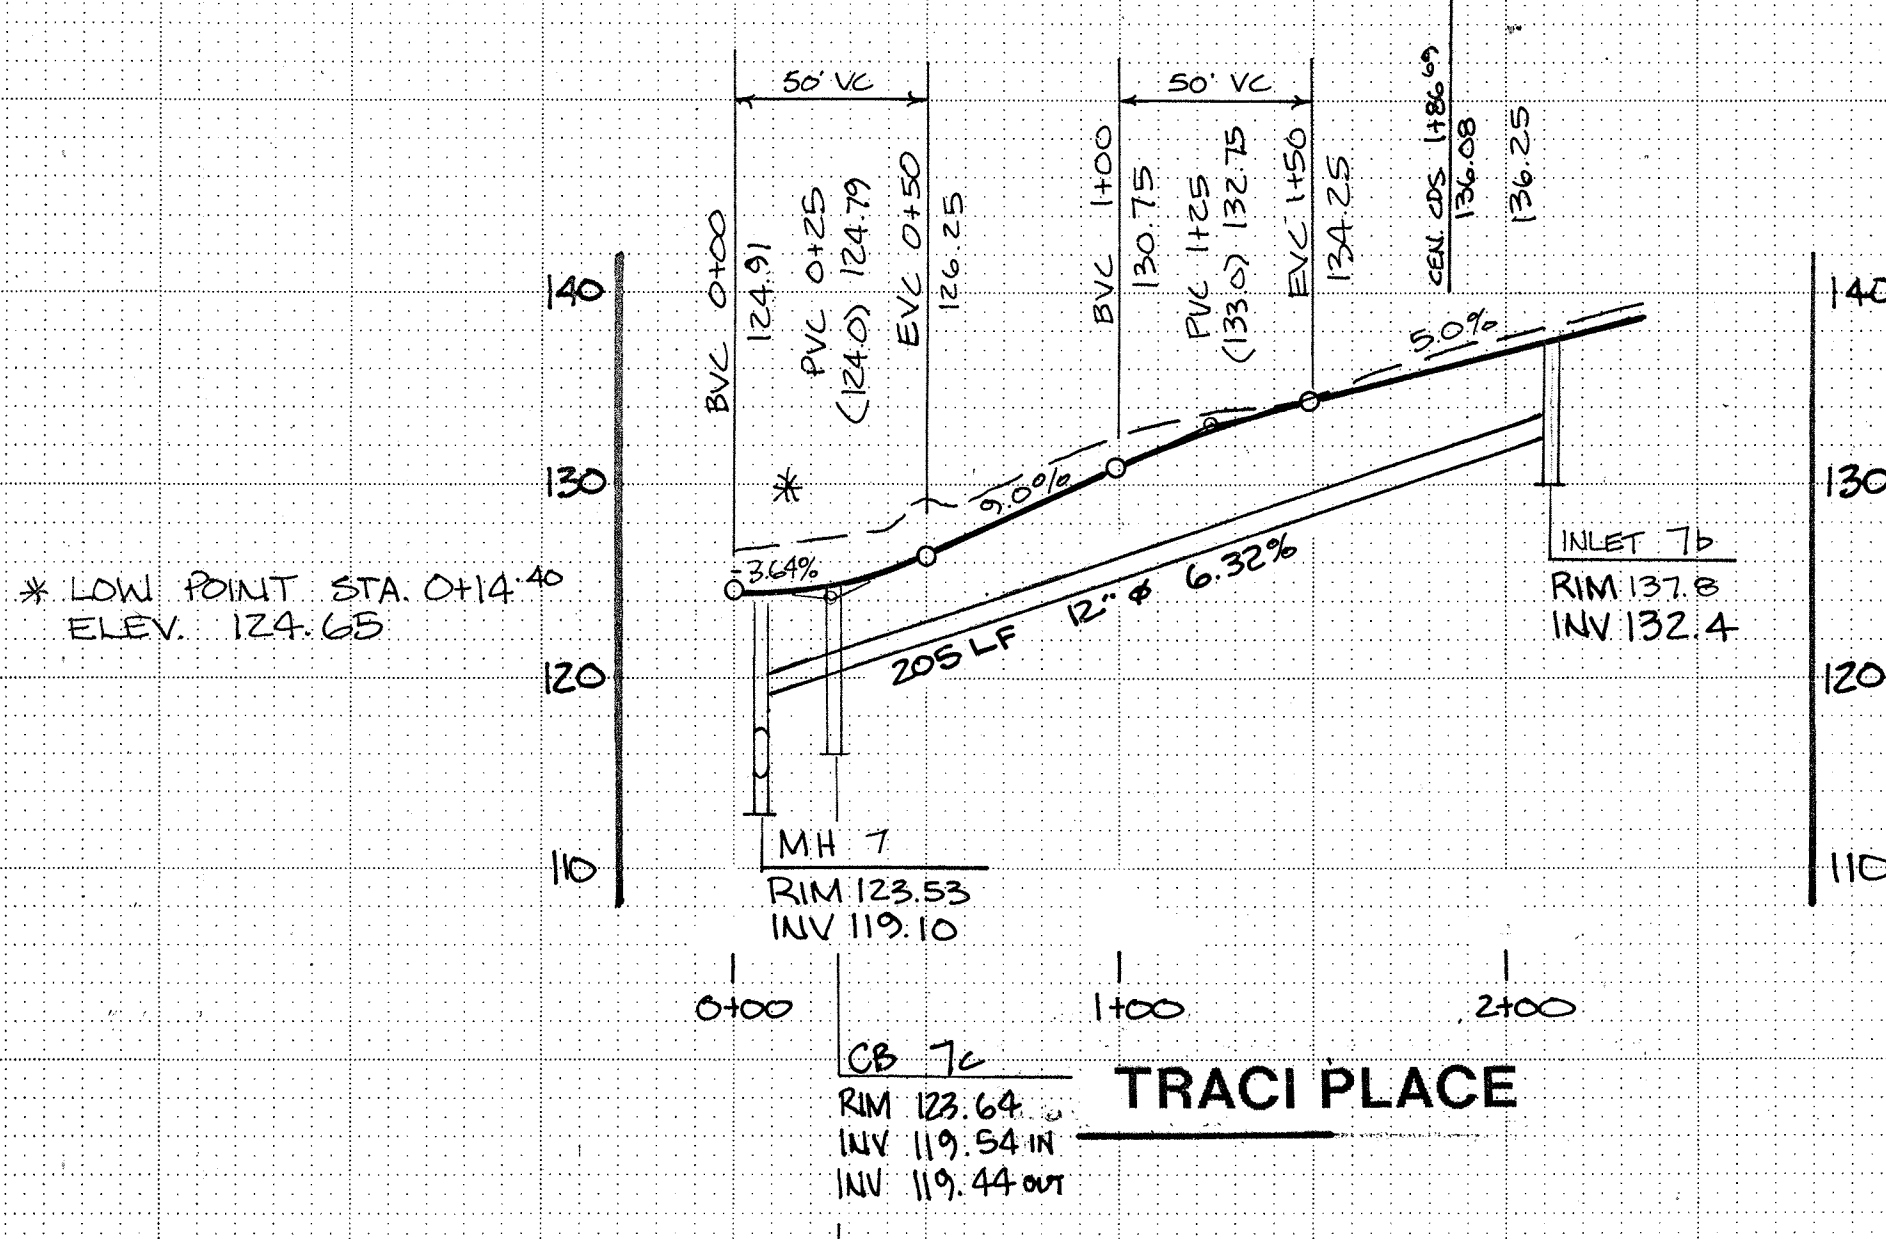 50' VC
50' VC
BVC 0+00
124.91
PVC 0+25
(124.0) 124.79
EVC 0+50
126.25
BVC 1+00
130.75
PVC 1+25
(133.0) 132.75
EVC 1+50
134.25
CEN. CDS 1+86.69
136.08
136.25
140
140
5.0%
130
130
9.0%
*
-3.64%
* LOW POINT STA. 0+14.40
ELEV. 124.65
INLET 7b
RIM 137.8
INV 132.4
205 LF 12" ø 6.32%
120
120
110
110
MH 7
RIM 123.53
INV 119.10
0+00
1+00
2+00
CB 7c
RIM 123.64
INV 119.54 IN
INV 119.44 OUT
TRACI PLACE